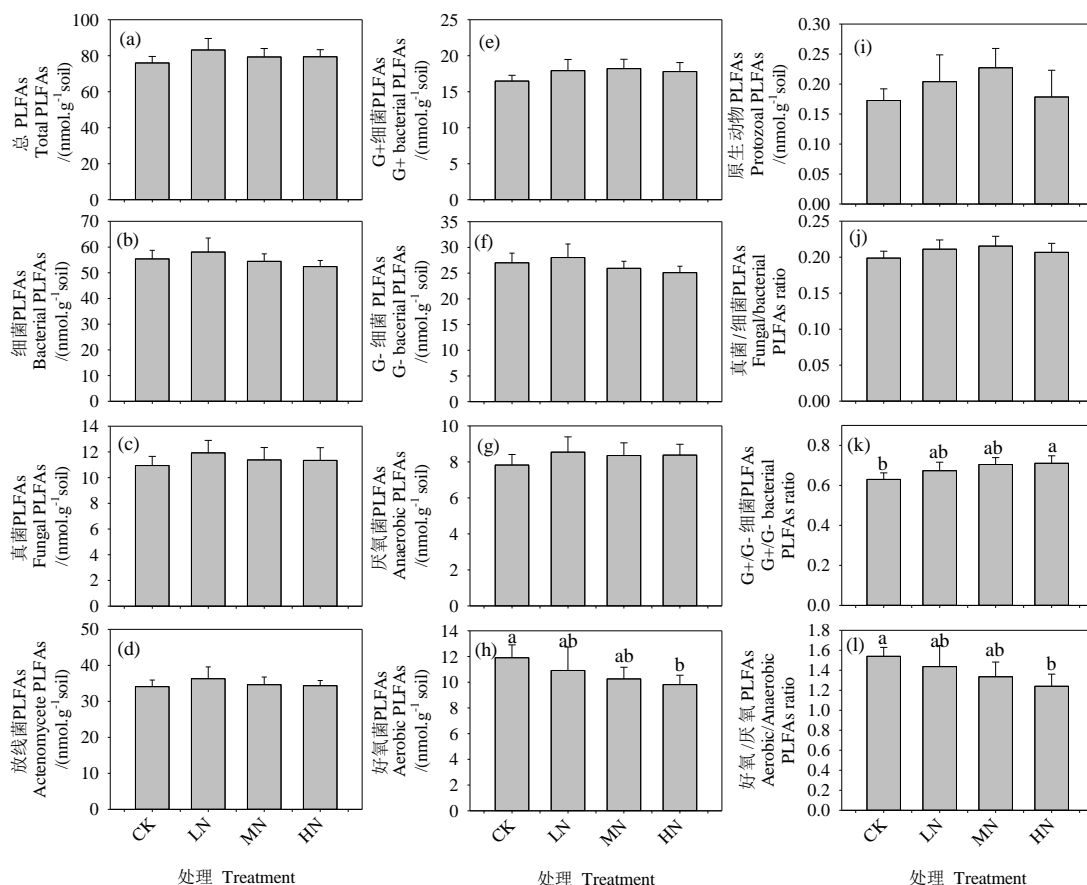 (a)
总 PLFAs
Total PLFAs
/(nmol.g-1soil)
100
80
60
40
20
0
(b)
细菌PLFAs
Bacterial PLFAs
/(nmol.g-1soil)
70
60
50
40
30
20
10
0
(c)
真菌PLFAs
Fungal PLFAs
/(nmol.g-1soil)
14
12
10
8
6
4
2
0
(d)
放线菌PLFAs
Actenomycete PLFAs
/(nmol.g-1soil)
50
40
30
20
10
0
CK LN MN HN
处理 Treatment
(e)
G+细菌PLFAs
G+ bacterial PLFAs
/(nmol.g-1soil)
25
20
15
10
5
0
(f)
G- 细菌 PLFAs
G- bacerial PLFAs
/(nmol.g-1soil)
35
30
25
20
15
10
5
0
(g)
厌氧菌PLFAs
Anaerobic PLFAs
/(nmol.g-1soil)
10
8
6
4
2
0
(h)
好氧菌PLFAs
Aerobic PLFAs
/(nmol.g-1soil)
14
12
10
8
6
4
2
0
a ab ab b
CK LN MN HN
处理 Treatment
(i)
原生动物 PLFAs
Protozoal PLFAs
/(nmol.g-1soil)
0.30
0.25
0.20
0.15
0.10
0.05
0.00
(j)
真菌/细菌PLFAs
Fungal/bacterial
PLFAs ratio
0.25
0.20
0.15
0.10
0.05
0.00
(k)
G+/G- 细菌PLFAs
G+/G- bacterial
PLFAs ratio
0.8
0.6
0.4
0.2
0.0
b ab ab a
(l)
好氧/厌氧 PLFAs
Aerobic/Anaerobic
PLFAs ratio
1.8
1.6
1.4
1.2
1.0
0.8
0.6
0.4
0.2
0.0
a ab ab b
CK LN MN HN
处理 Treatment